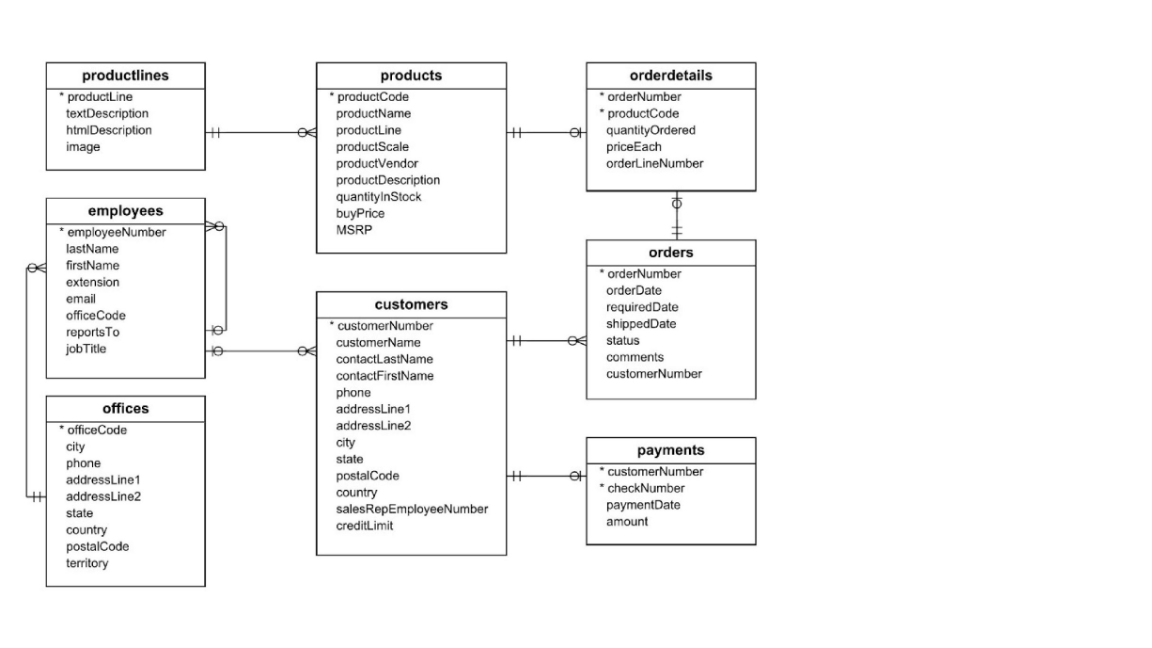 productlines
* productLine
textDescription
htmlDescription
image
products
* productCode
productName
productLine
productScale
productVendor
productDescription
quantityInStock
buyPrice
MSRP
orderdetails
* orderNumber
* productCode
quantityOrdered
priceEach
orderLineNumber
employees
* employeeNumber
lastName
firstName
extension
email
officeCode
reportsTo
jobTitle
customers
* customerNumber
customerName
contactLastName
contactFirstName
phone
addressLine1
addressLine2
city
state
postalCode
country
salesRepEmployeeNumber
creditLimit
orders
* orderNumber
orderDate
requiredDate
shippedDate
status
comments
customerNumber
offices
* officeCode
city
phone
addressLine1
addressLine2
state
country
postalCode
territory
payments
* customerNumber
* checkNumber
paymentDate
amount